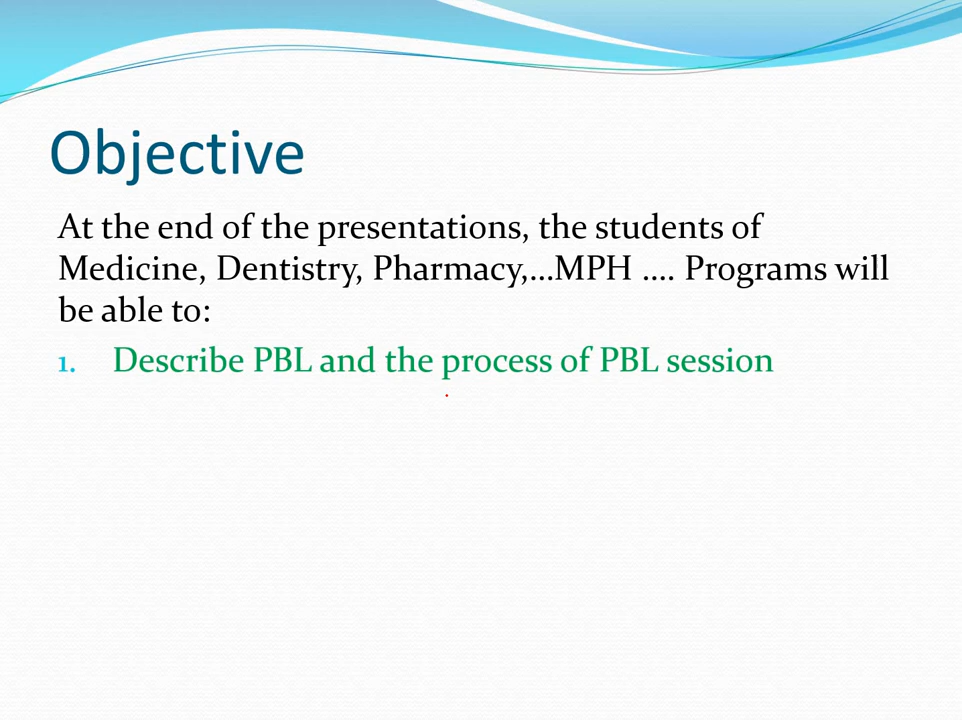 Objective
At the end of the presentations, the students of
Medicine, Dentistry, Pharmacy,...MPH .... Programs will
be able to:
1. Describe PBL and the process of PBL session